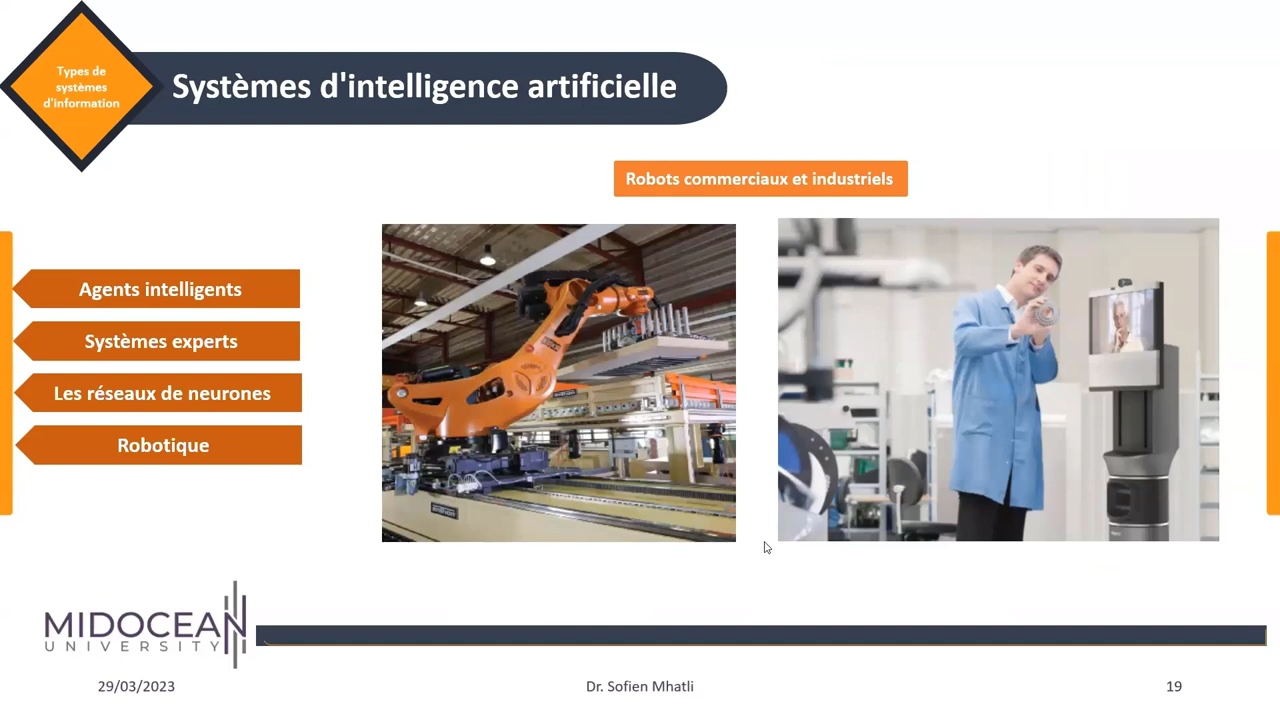 Types de
systèmes
d'information
Systèmes d'intelligence artificielle
Robots commerciaux et industriels
Agents intelligents
Systèmes experts
Les réseaux de neurones
Robotique
MIDOCEAN
UNIVERSITY
29/03/2023
Dr. Sofien Mhatli
19